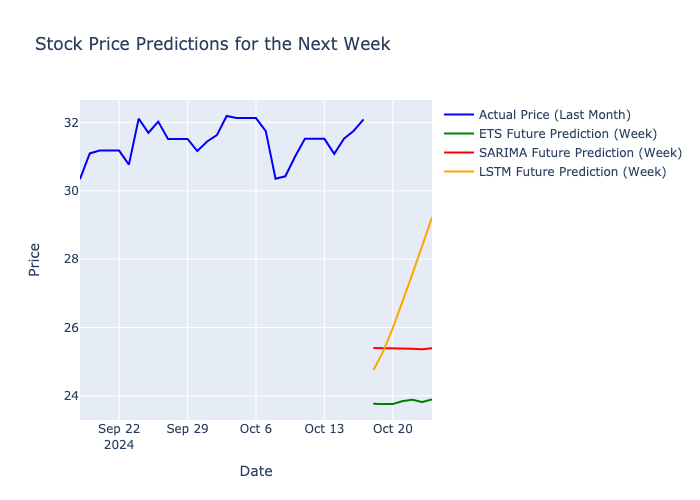 Stock Price Predictions for the Next Week
Actual Price (Last Month)
ETS Future Prediction (Week)
SARIMA Future Prediction (Week)
LSTM Future Prediction (Week)
32
30
28
26
24
Price
Sep 22
2024
Sep 29
Oct 6
Oct 13
Oct 20
Date